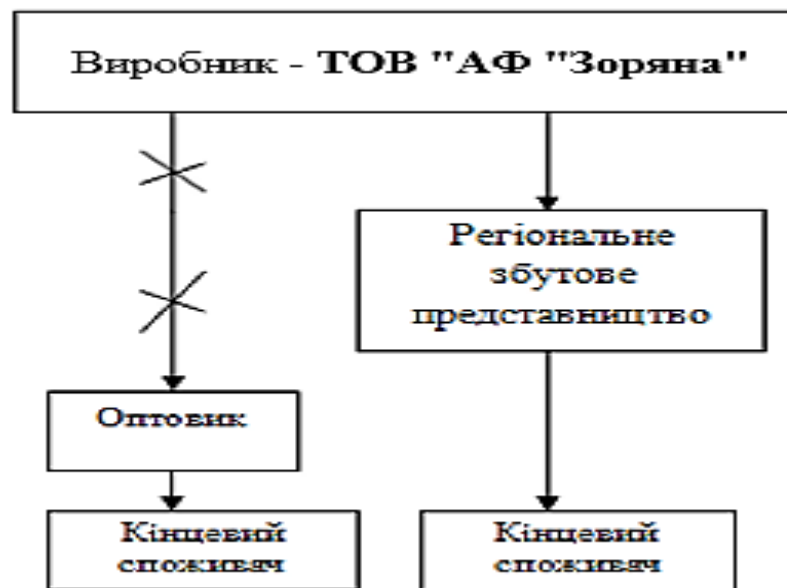 Виробник - ТОВ "АФ "Зоряна"
Регіональне
збутове
представництво
Оптовик
Кінцевий
споживач
Кінцевий
споживач